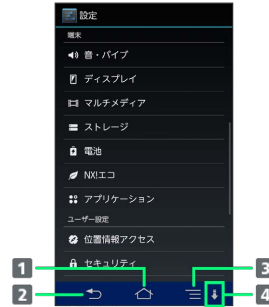 設定
端末
音・バイブ
ディスプレイ
マルチメディア
ストレージ
電池
NX!エコ
アプリケーション
ユーザー設定
位置情報アクセス
セキュリティ
1
3
2
4